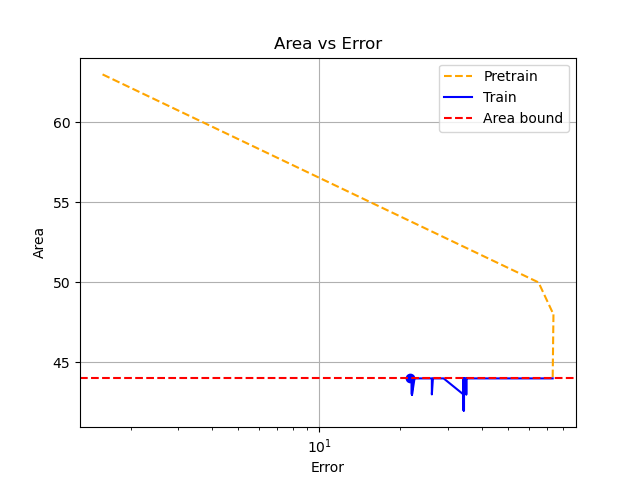 Area vs Error
Pretrain
Train
Area bound
60
55
50
45
Area
10¹
Error